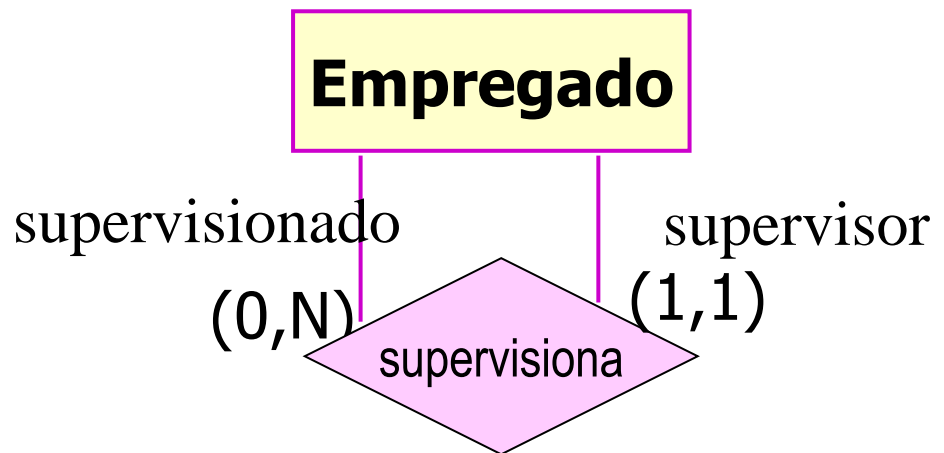 Empregado
supervisionado
supervisor
(0,N)
(1,1)
supervisiona